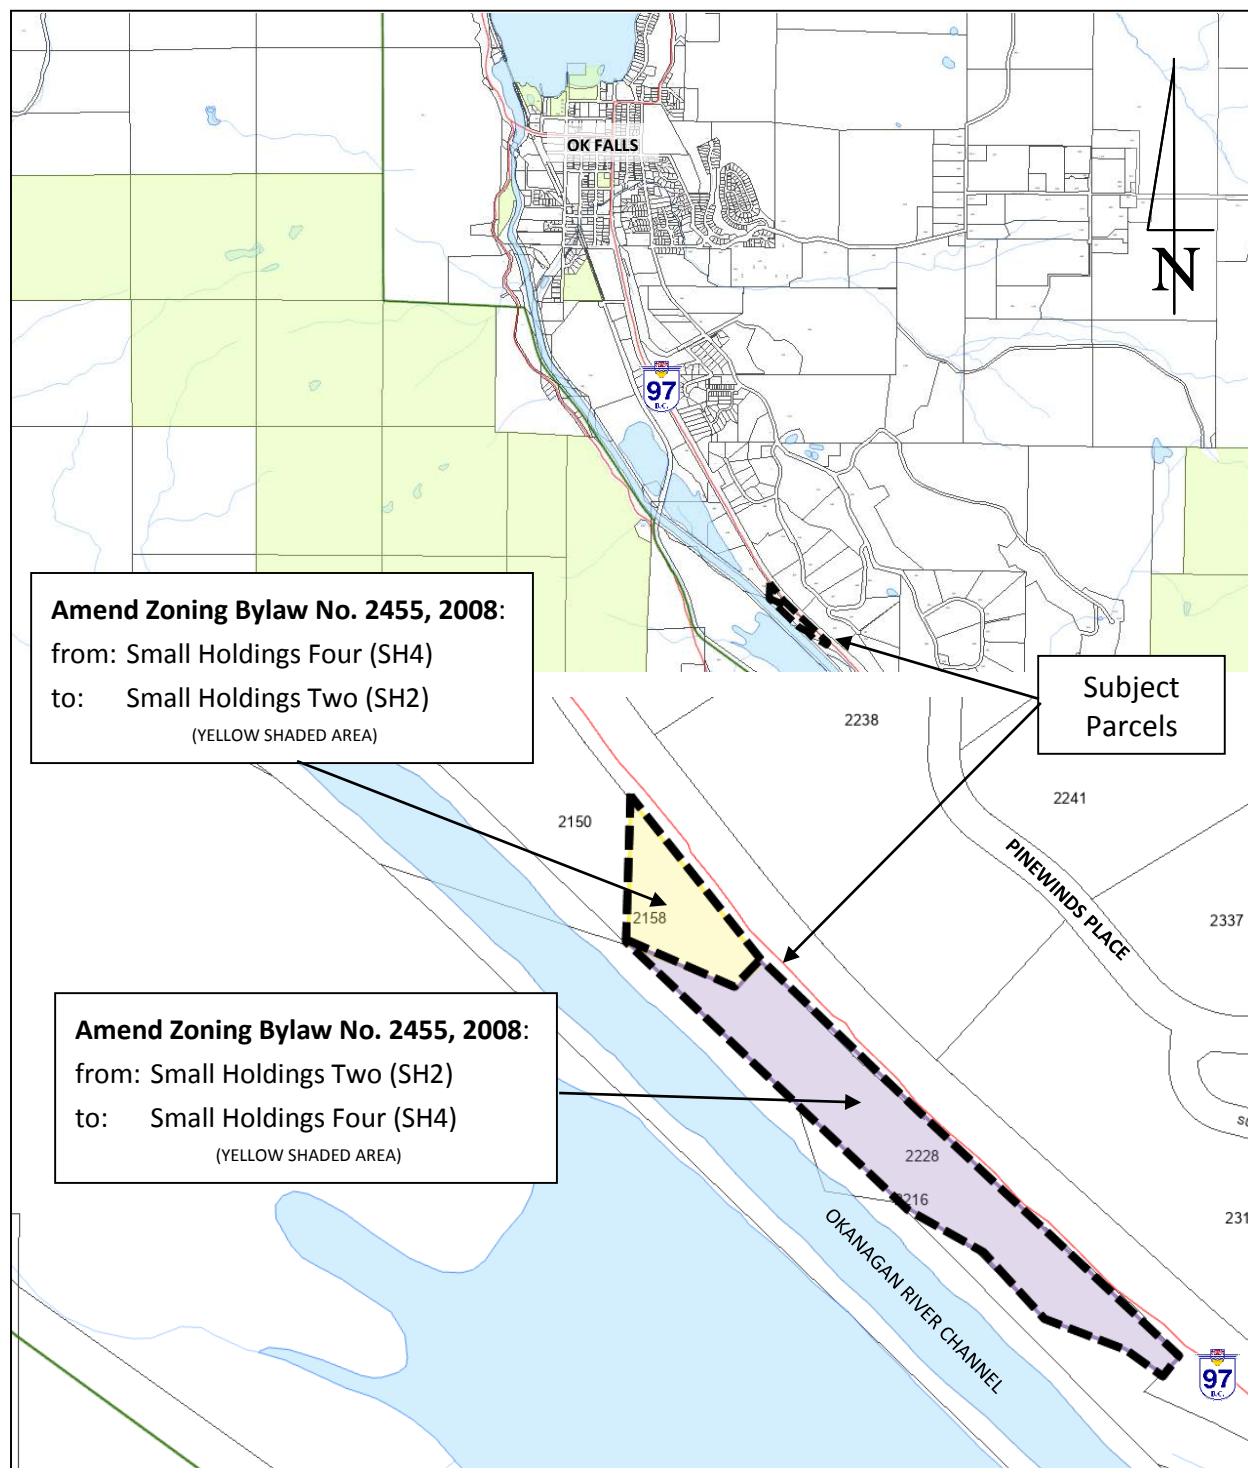 OK FALLS
N
97
B.C.
Amend Zoning Bylaw No. 2455, 2008:
from: Small Holdings Four (SH4)
to: Small Holdings Two (SH2)
(YELLOW SHADED AREA)
Subject
Parcels
2238
2241
2150
PINEWINDS PLACE
2158
2337
Amend Zoning Bylaw No. 2455, 2008:
from: Small Holdings Two (SH2)
to: Small Holdings Four (SH4)
(YELLOW SHADED AREA)
2228
2216
231
OKANAGAN RIVER CHANNEL
97
B.C.